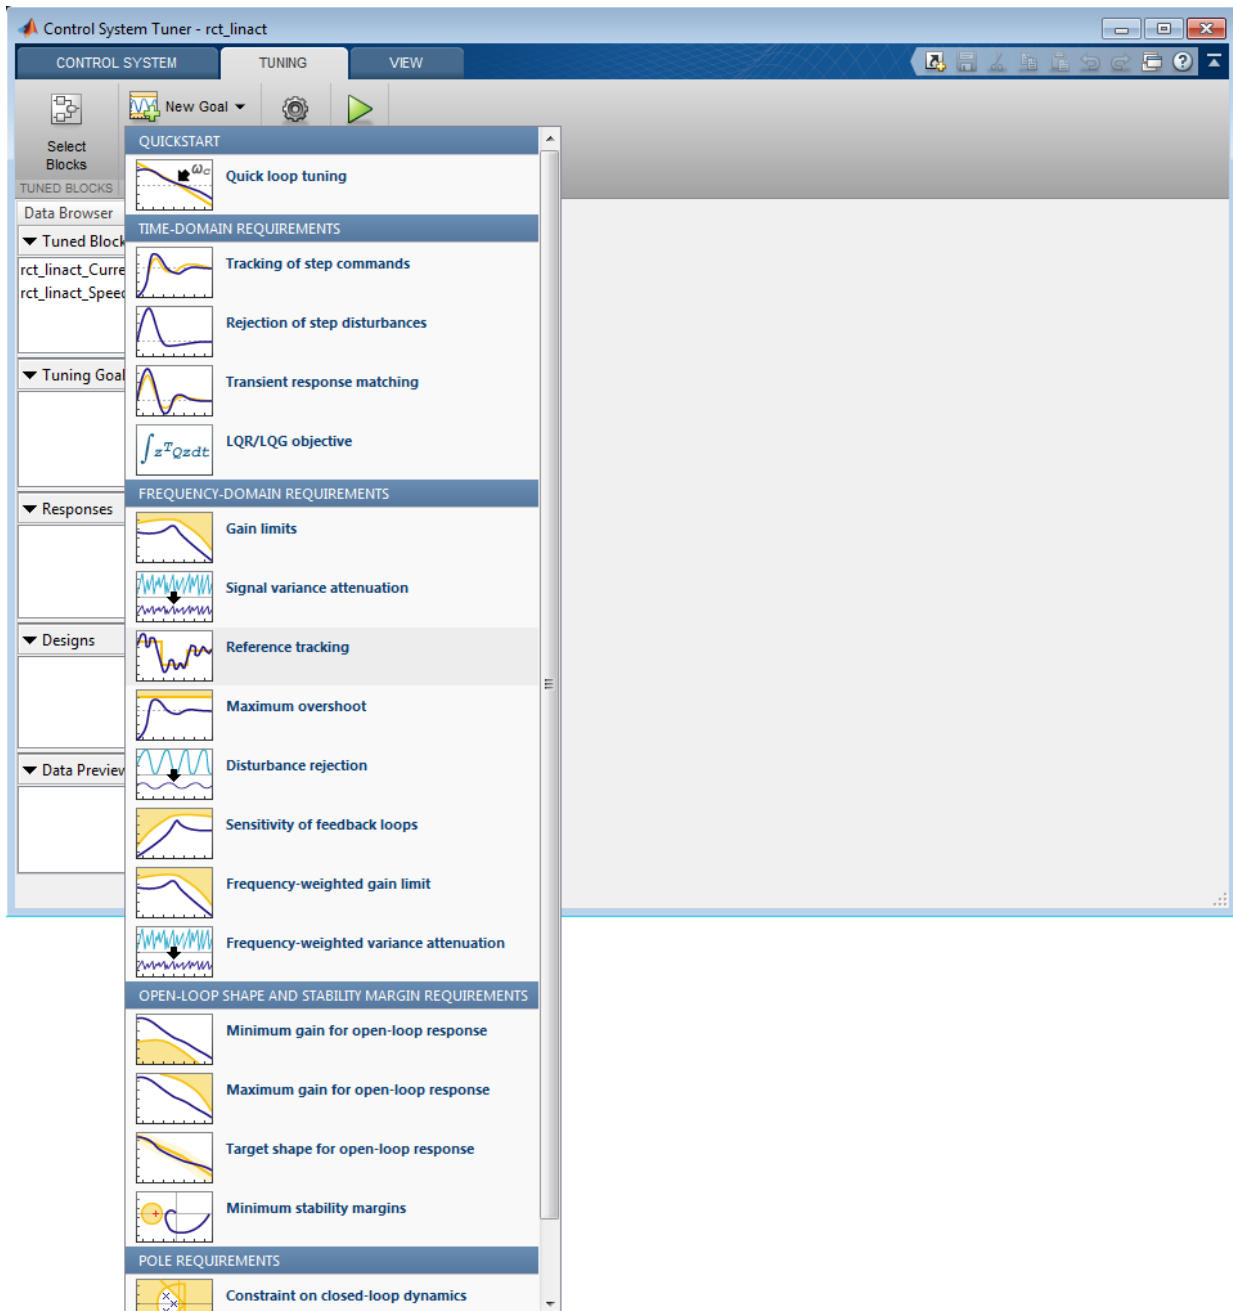 Control System Tuner - rct_linact
CONTROL SYSTEM
TUNING
VIEW
New Goal
Select
Blocks
TUNED BLOCKS
Data Browser
Tuned Block
rct_linact_Curre
rct_linact_Speed
Tuning Goal
Responses
Designs
Data Preview
QUICKSTART
ωc
Quick loop tuning
TIME-DOMAIN REQUIREMENTS
Tracking of step commands
Rejection of step disturbances
Transient response matching
∫zᵀQzdt
LQR/LQG objective
FREQUENCY-DOMAIN REQUIREMENTS
Gain limits
Signal variance attenuation
Reference tracking
Maximum overshoot
Disturbance rejection
Sensitivity of feedback loops
Frequency-weighted gain limit
Frequency-weighted variance attenuation
OPEN-LOOP SHAPE AND STABILITY MARGIN REQUIREMENTS
Minimum gain for open-loop response
Maximum gain for open-loop response
Target shape for open-loop response
Minimum stability margins
POLE REQUIREMENTS
Constraint on closed-loop dynamics